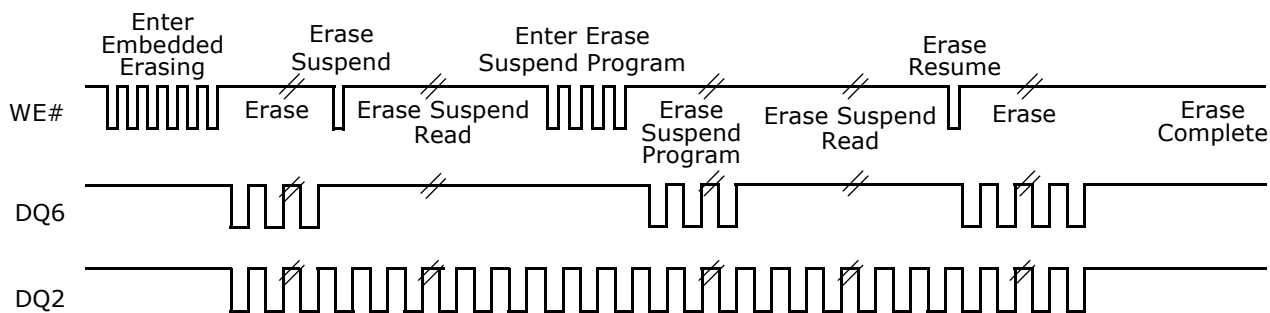 Enter
Embedded
Erasing
Erase
Suspend
Enter Erase
Suspend Program
Erase
Resume
WE#
Erase
Erase Suspend
Read
Erase
Suspend
Program
Erase Suspend
Read
Erase
Erase
Complete
DQ6
DQ2